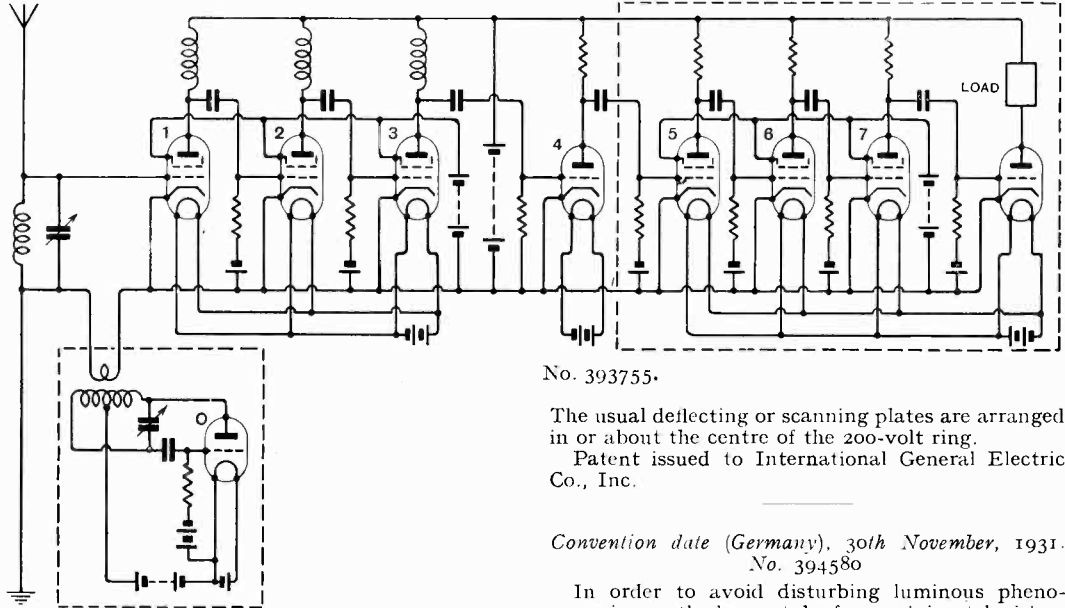 1
2
3
4
5
6
7
LOAD
O
No. 393755.
The usual deflecting or scanning plates are arranged
in or about the centre of the 200-volt ring.
Patent issued to International General Electric
Co., Inc.
Convention date (Germany), 30th November, 1931.
No. 394580
In order to avoid disturbing luminous pheno-